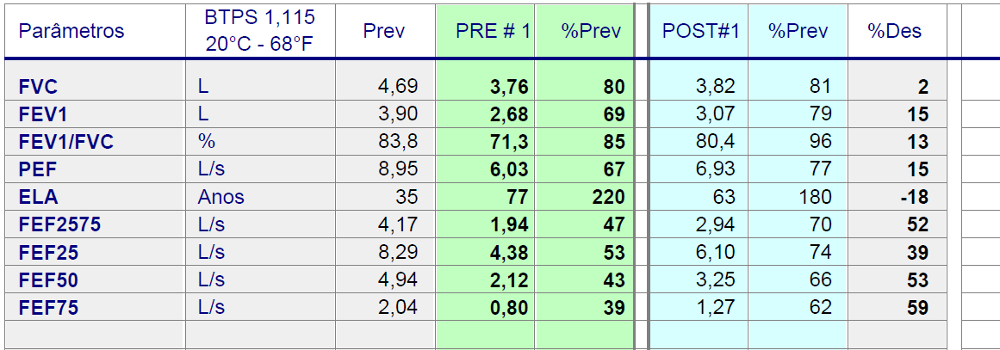 Parâmetros BTPS 1,115 20°C - 68°F Prev PRE # 1 %Prev POST#1 %Prev %Des
FVC L 4,69 3,76 80 3,82 81 2
FEV1 L 3,90 2,68 69 3,07 79 15
FEV1/FVC % 83,8 71,3 85 80,4 96 13
PEF L/s 8,95 6,03 67 6,93 77 15
ELA Anos 35 77 220 63 180 -18
FEF2575 L/s 4,17 1,94 47 2,94 70 52
FEF25 L/s 8,29 4,38 53 6,10 74 39
FEF50 L/s 4,94 2,12 43 3,25 66 53
FEF75 L/s 2,04 0,80 39 1,27 62 59